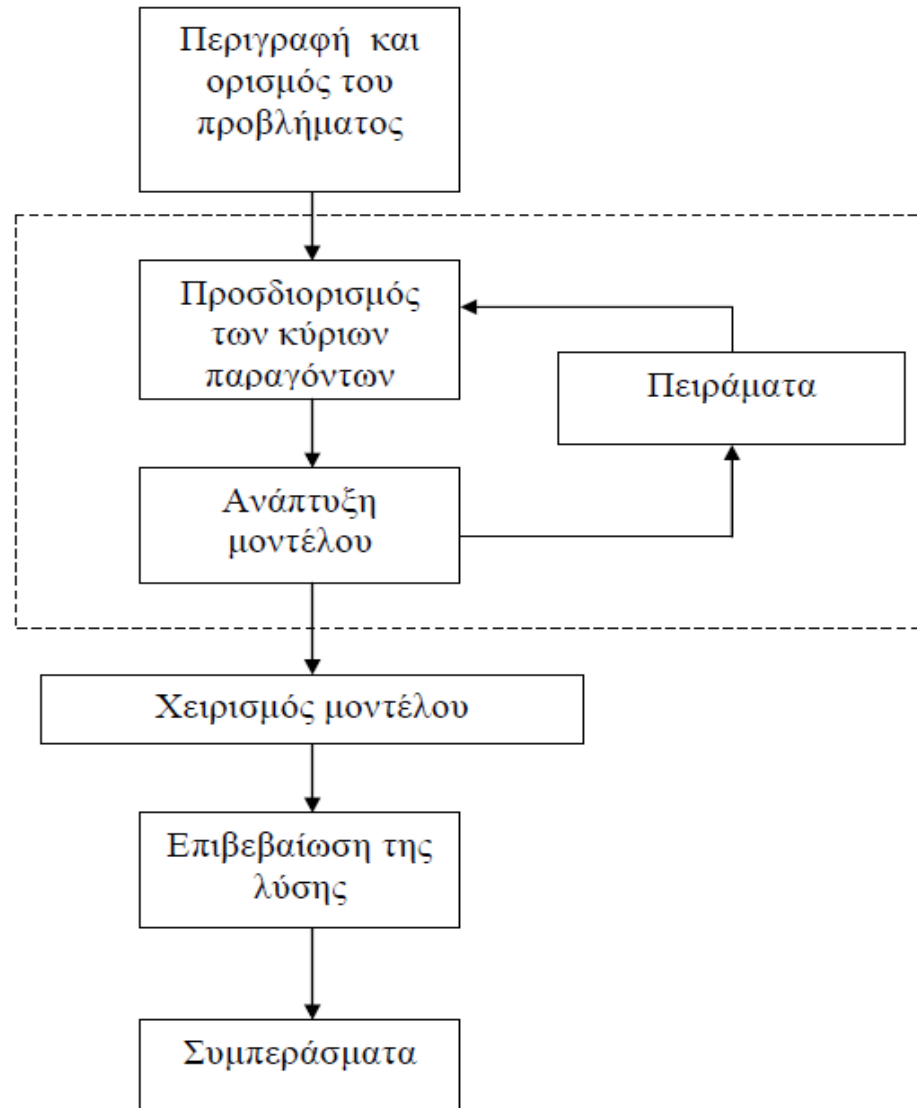 Περιγραφή και
ορισμός του
προβλήματος
Προσδιορισμός
των κύριων
παραγόντων
Πειράματα
Ανάπτυξη
μοντέλου
Χειρισμός μοντέλου
Επιβεβαίωση της
λύσης
Συμπεράσματα